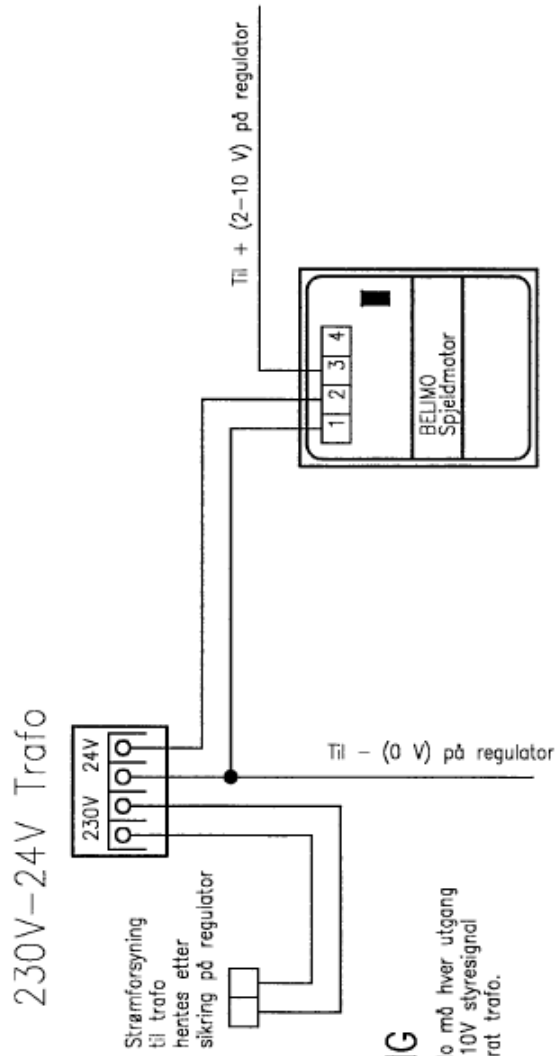 230V-24V Trafo
230V 24V
Strømforsyning
til trafo
hentes etter
sikring på regulator
Til - (0 V) på regulator
Til + (2-10 V) på regulator
1 2 3 4
BELIMO
Spjeldmotor
G
o må hver utgang
10V styresignal
rat trafo.